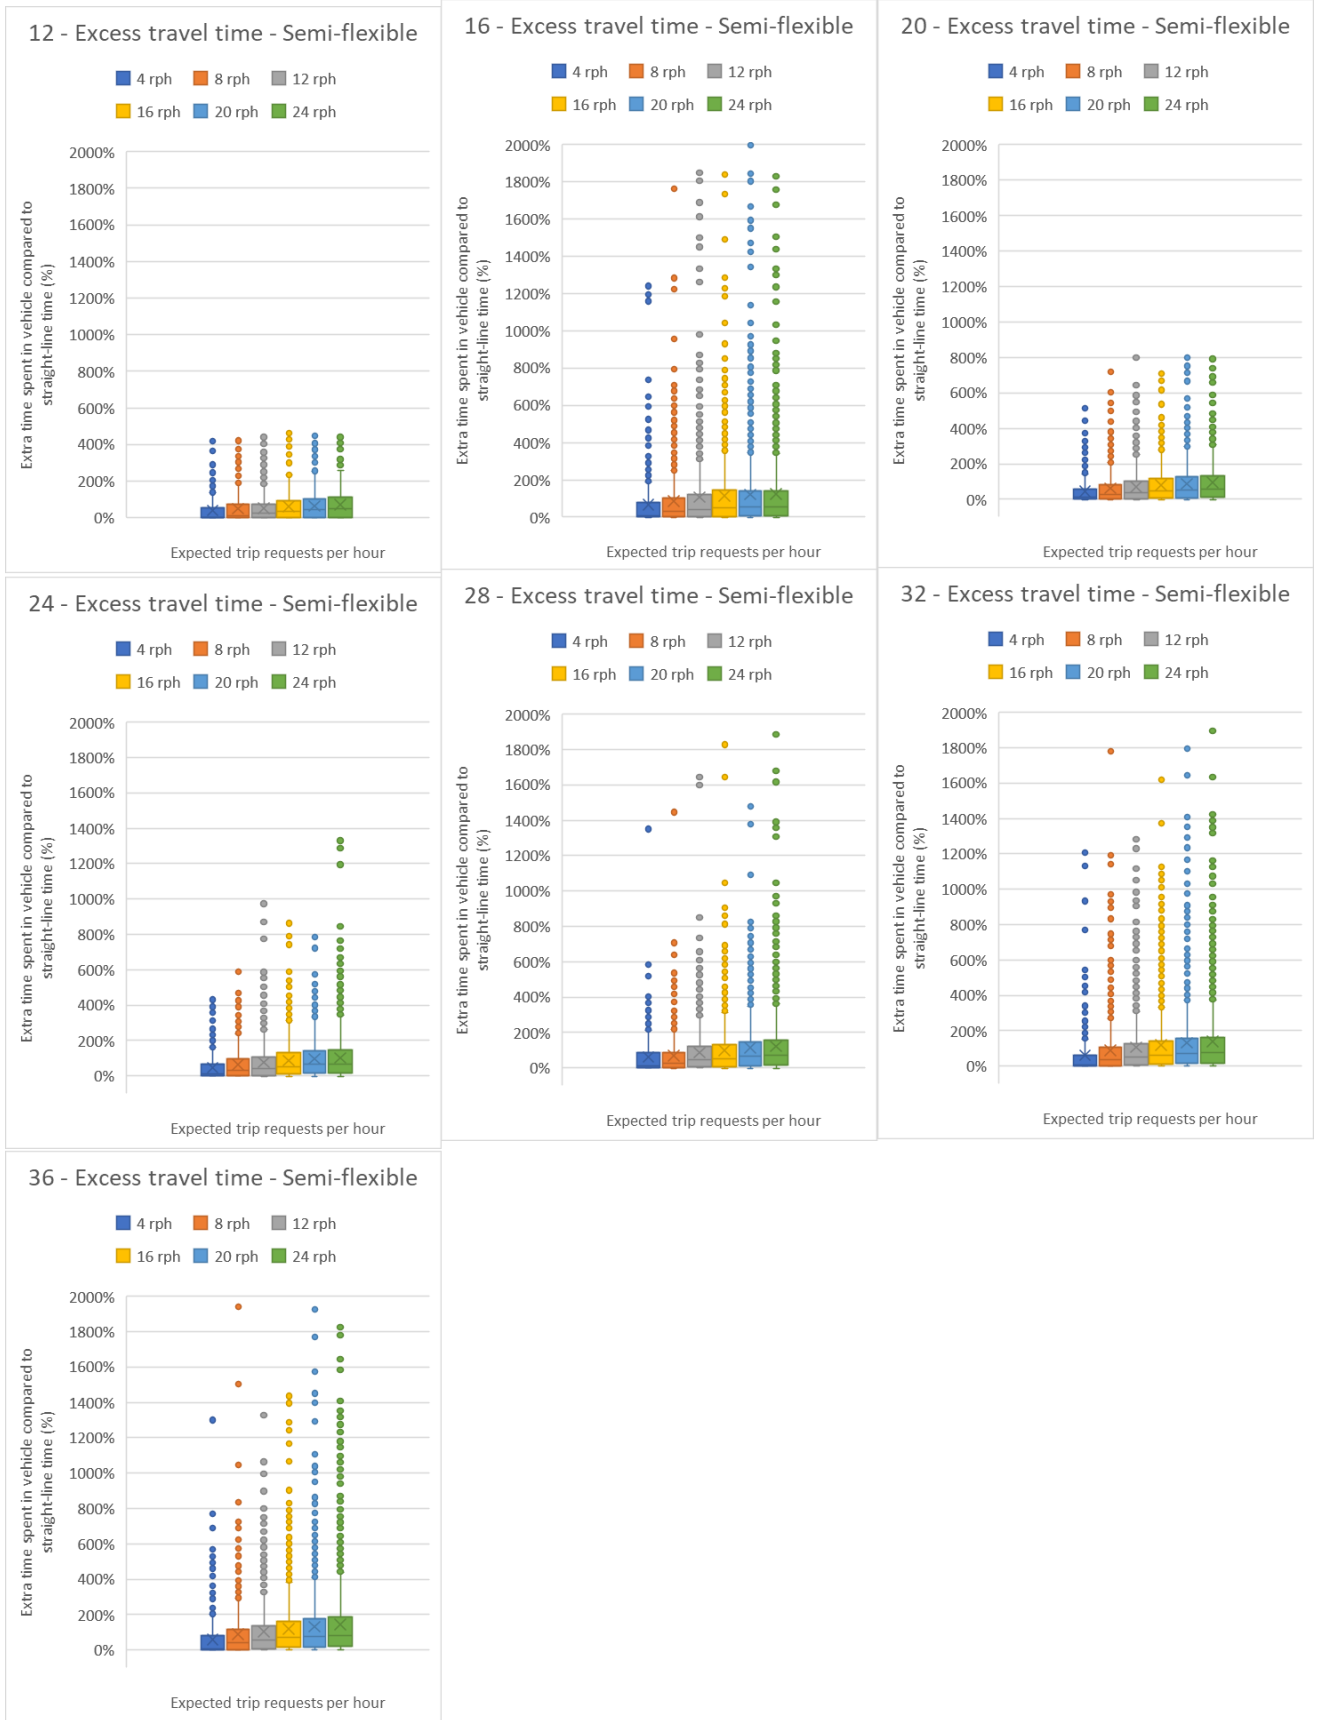 12 - Excess travel time - Semi-flexible
4 rph 8 rph 12 rph
16 rph 20 rph 24 rph
Extra time spent in vehicle compared to
straight-line time (%)
2000%
1800%
1600%
1400%
1200%
1000%
800%
600%
400%
200%
0%
Expected trip requests per hour
16 - Excess travel time - Semi-flexible
4 rph 8 rph 12 rph
16 rph 20 rph 24 rph
Extra time spent in vehicle compared to
straight-line time (%)
2000%
1800%
1600%
1400%
1200%
1000%
800%
600%
400%
200%
0%
Expected trip requests per hour
20 - Excess travel time - Semi-flexible
4 rph 8 rph 12 rph
16 rph 20 rph 24 rph
Extra time spent in vehicle compared to
straight-line time (%)
2000%
1800%
1600%
1400%
1200%
1000%
800%
600%
400%
200%
0%
Expected trip requests per hour
24 - Excess travel time - Semi-flexible
4 rph 8 rph 12 rph
16 rph 20 rph 24 rph
Extra time spent in vehicle compared to
straight-line time (%)
2000%
1800%
1600%
1400%
1200%
1000%
800%
600%
400%
200%
0%
Expected trip requests per hour
28 - Excess travel time - Semi-flexible
4 rph 8 rph 12 rph
16 rph 20 rph 24 rph
Extra time spent in vehicle compared to
straight-line time (%)
2000%
1800%
1600%
1400%
1200%
1000%
800%
600%
400%
200%
0%
Expected trip requests per hour
32 - Excess travel time - Semi-flexible
4 rph 8 rph 12 rph
16 rph 20 rph 24 rph
Extra time spent in vehicle compared to
straight-line time (%)
2000%
1800%
1600%
1400%
1200%
1000%
800%
600%
400%
200%
0%
Expected trip requests per hour
36 - Excess travel time - Semi-flexible
4 rph 8 rph 12 rph
16 rph 20 rph 24 rph
Extra time spent in vehicle compared to
straight-line time (%)
2000%
1800%
1600%
1400%
1200%
1000%
800%
600%
400%
200%
0%
Expected trip requests per hour